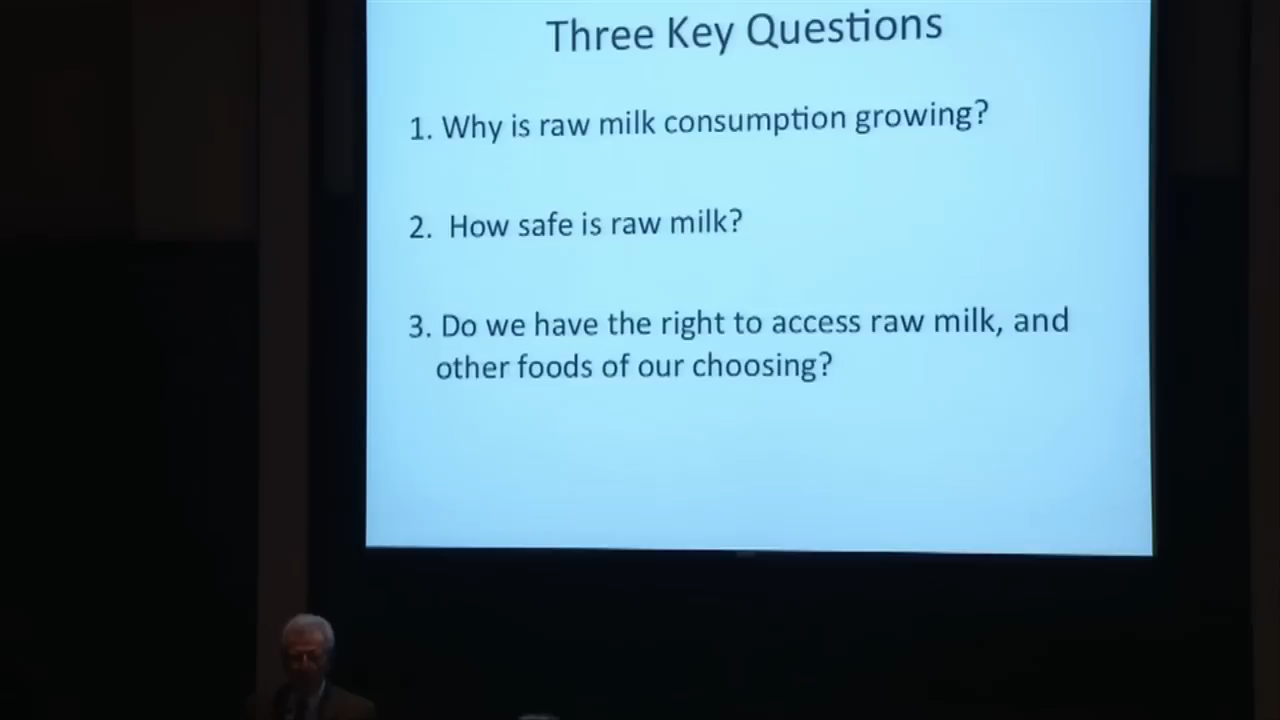 Three Key Questions
1. Why is raw milk consumption growing?
2. How safe is raw milk?
3. Do we have the right to access raw milk, and
other foods of our choosing?